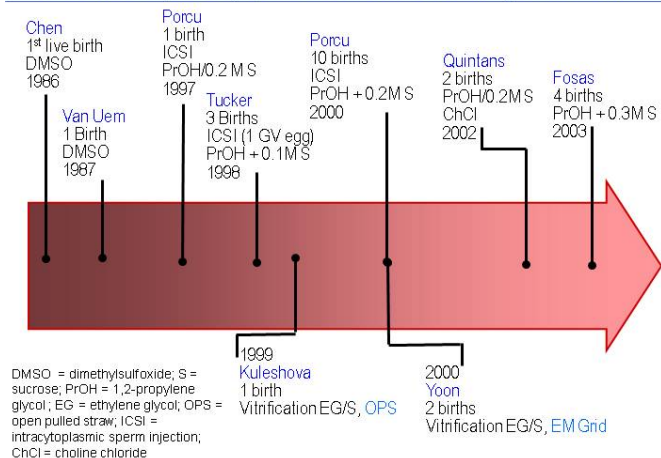 Chen
1st live birth
DMSO
1986
Van Uem
1 Birth
DMSO
1987
Porcu
1 birth
ICSI
PrOH/0.2 M S
1997
Tucker
3 Births
ICSI (1 GV egg)
PrOH + 0.1M S
1998
Porcu
10 births
ICSI
PrOH + 0.2M S
2000
Quintans
2 births
PrOH/0.2M S
ChCl
2002
Fosas
4 births
PrOH + 0.3M S
2003
1999
Kuleshova
1 birth
Vitrification EG/S, OPS
2000
Yoon
2 births
Vitrification EG/S, EM Grid
DMSO = dimethylsulfoxide; S =
sucrose; PrOH = 1,2-propylene
glycol ; EG = ethylene glycol; OPS =
open pulled straw; ICSI =
intracytoplasmic sperm injection;
ChCl = choline chloride